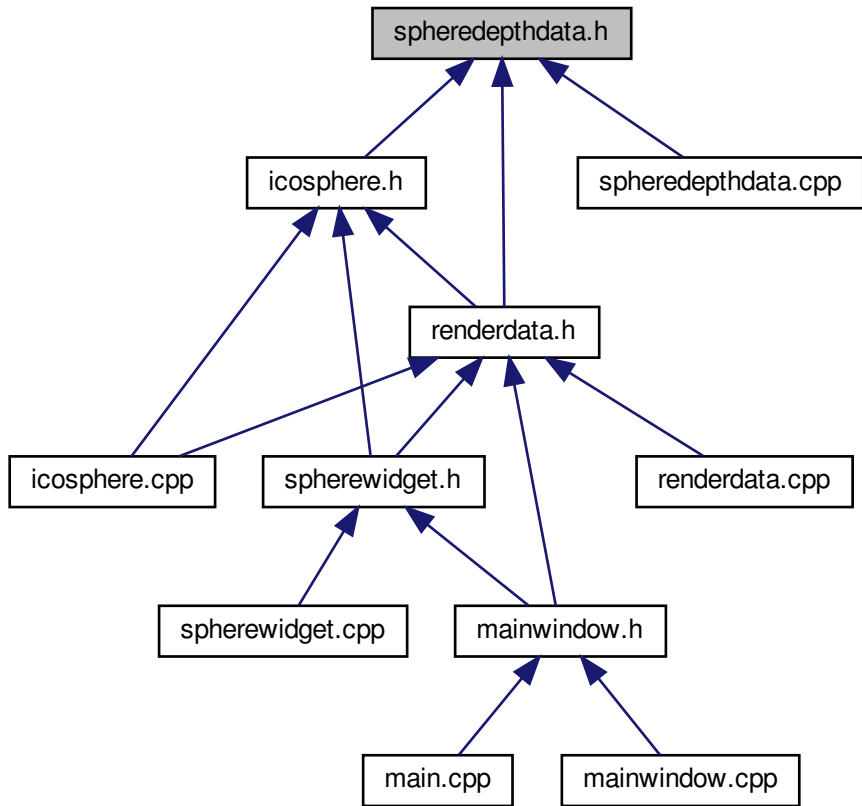 spheredepthdata.h
icosphere.h
spheredepthdata.cpp
renderdata.h
icosphere.cpp
spherewidget.h
renderdata.cpp
spherewidget.cpp
mainwindow.h
main.cpp
mainwindow.cpp